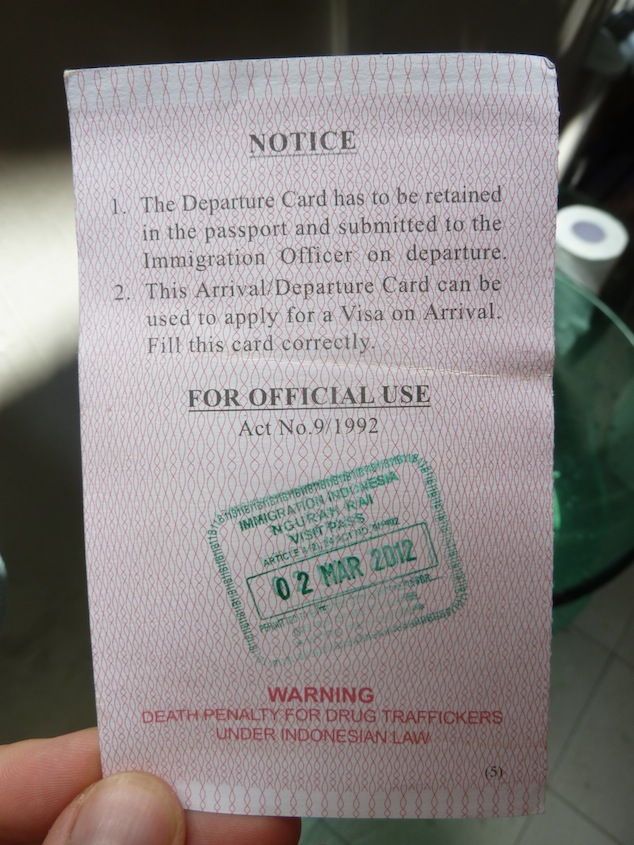 NOTICE
1. The Departure Card has to be retained
in the passport and submitted to the
Immigration Officer on departure.
2. This Arrival/Departure Card can be
used to apply for a Visa on Arrival.
Fill this card correctly.
FOR OFFICIAL USE
Act No.9/1992
IMMIGRATION INDONESIA
NGURAH RAI
VISIT PASS
02 MAR 2012
WARNING
DEATH PENALTY FOR DRUG TRAFFICKERS
UNDER INDONESIAN LAW
(5)